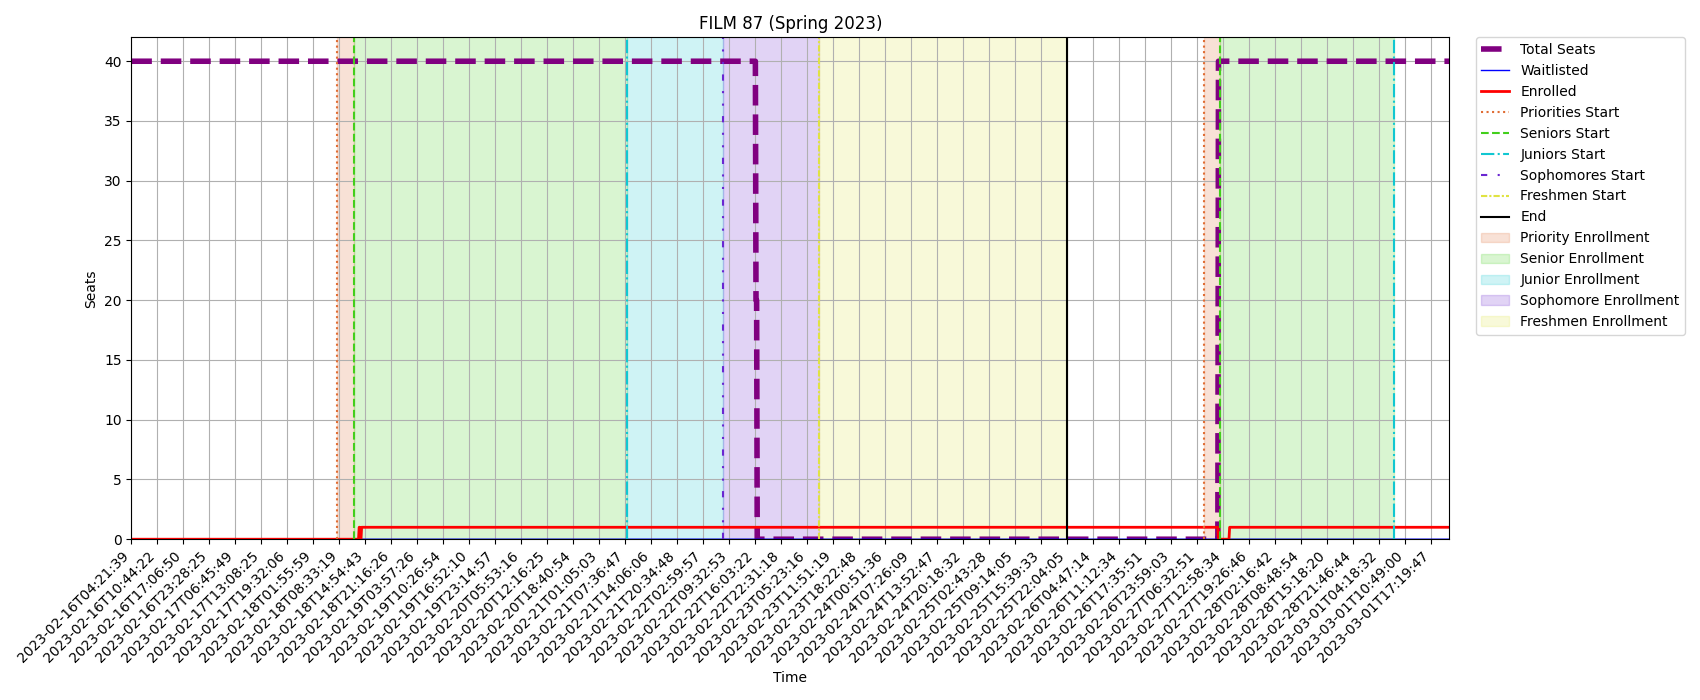 FILM 87 (Spring 2023)
Seats
40
35
30
25
20
15
10
5
0
2023-02-16T04:21:39
2023-02-16T10:44:22
2023-02-16T17:06:50
2023-02-16T23:28:25
2023-02-17T06:45:49
2023-02-17T13:08:25
2023-02-17T19:32:06
2023-02-18T01:55:59
2023-02-18T08:33:19
2023-02-18T14:54:43
2023-02-18T21:16:26
2023-02-19T03:57:26
2023-02-19T10:26:54
2023-02-19T16:52:10
2023-02-19T23:14:57
2023-02-20T05:53:16
2023-02-20T12:16:25
2023-02-20T18:40:54
2023-02-21T01:05:03
2023-02-21T07:36:47
2023-02-21T14:06:06
2023-02-21T20:34:48
2023-02-22T02:59:57
2023-02-22T09:32:53
2023-02-22T16:03:22
2023-02-22T22:31:18
2023-02-23T05:23:16
2023-02-23T11:51:19
2023-02-23T18:22:48
2023-02-24T00:51:36
2023-02-24T07:26:09
2023-02-24T13:52:47
2023-02-24T20:18:32
2023-02-25T02:43:28
2023-02-25T09:14:05
2023-02-25T15:39:33
2023-02-25T22:04:05
2023-02-26T04:47:14
2023-02-26T11:12:34
2023-02-26T17:35:51
2023-02-26T23:59:03
2023-02-27T06:32:51
2023-02-27T12:58:34
2023-02-27T19:26:46
2023-02-28T02:16:42
2023-02-28T08:48:54
2023-02-28T15:18:20
2023-02-28T21:46:44
2023-03-01T04:18:32
2023-03-01T10:49:00
2023-03-01T17:19:47
Time
Total Seats
Waitlisted
Enrolled
Priorities Start
Seniors Start
Juniors Start
Sophomores Start
Freshmen Start
End
Priority Enrollment
Senior Enrollment
Junior Enrollment
Sophomore Enrollment
Freshmen Enrollment